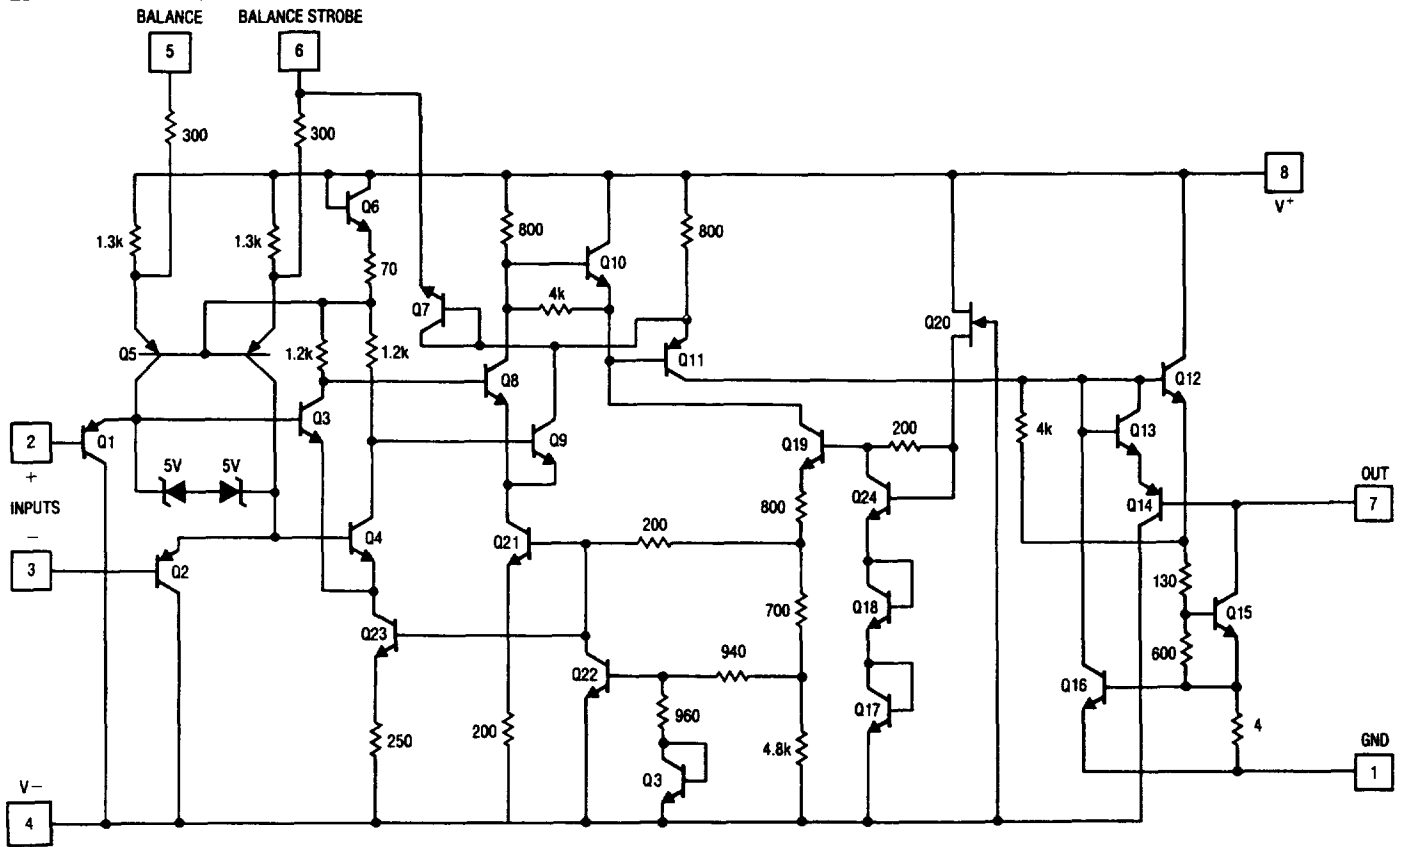 BALANCE BALANCE STROBE
5 6
300 300
8
V+
Q6
1.3k 1.3k 800 800
Q10
70
4k
Q7
Q20
Q5 1.2k 1.2k Q11
Q8 Q12
Q3
2 Q1 Q9 Q19 200 4k Q13
+
5V 5V OUT
INPUTS Q24 Q14 7
800
−
Q4 Q21 200
3 Q2 130
700 Q18 Q15
Q23
940 600
Q22 Q16
960 Q17
250 200 4
4.8k GND
Q3 1
V−
4